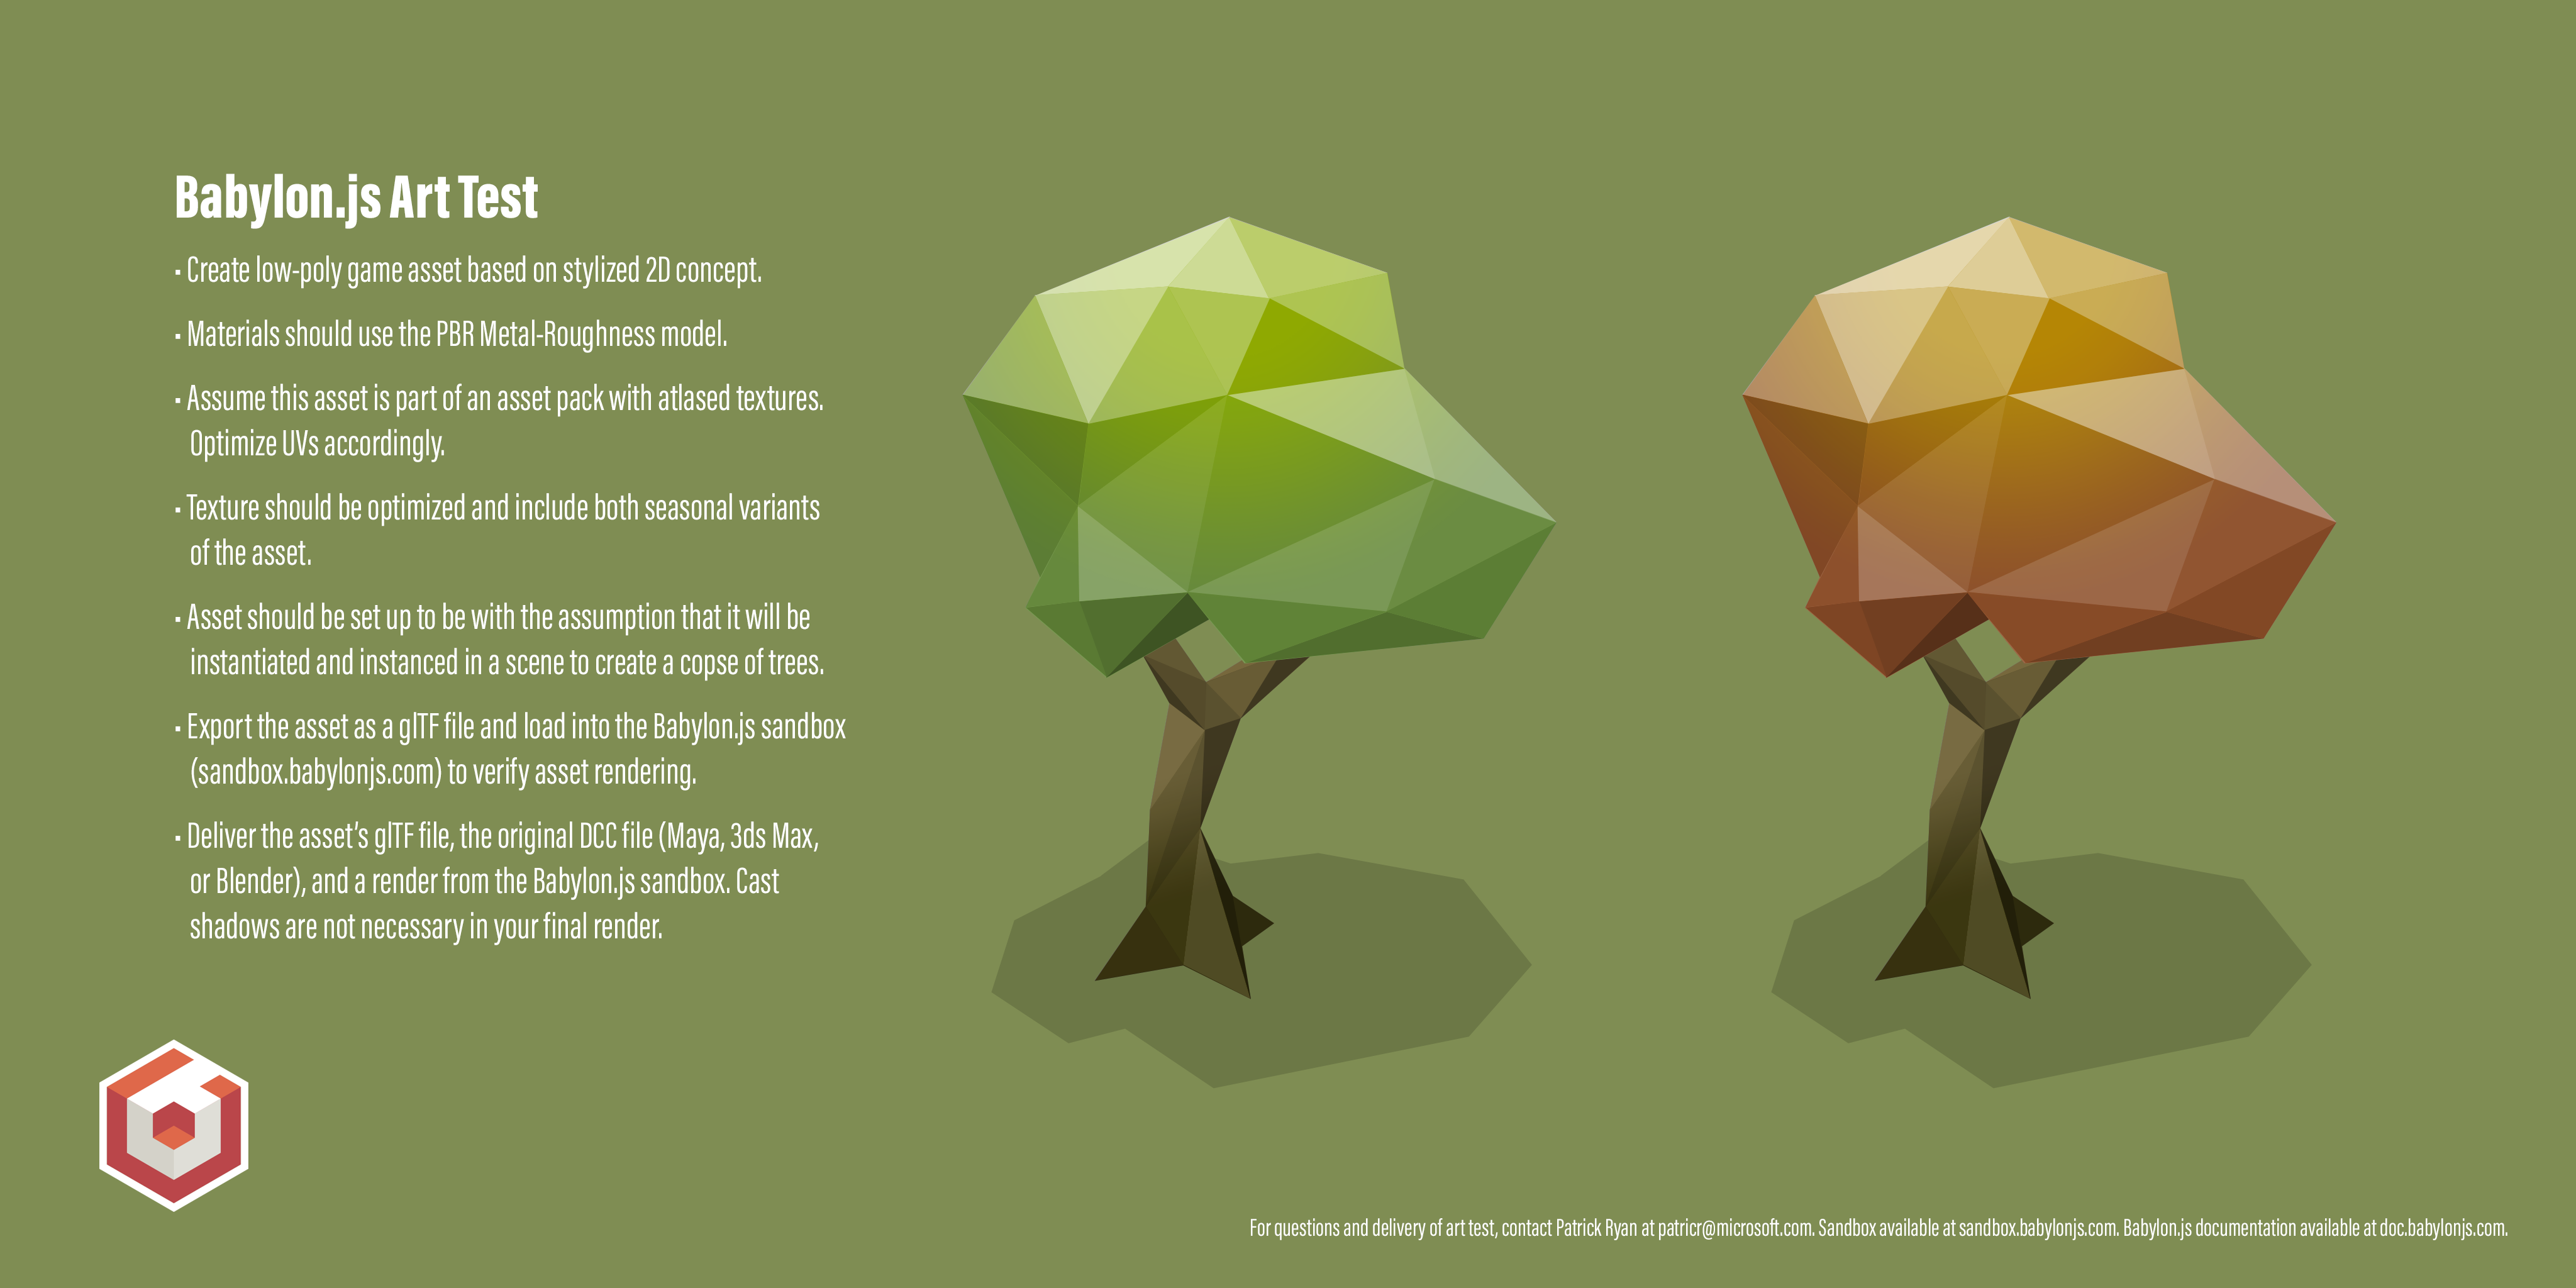 Babylon.js Art Test
• Create low-poly game asset based on stylized 2D concept.
• Materials should use the PBR Metal-Roughness model.
• Assume this asset is part of an asset pack with atlased textures.
Optimize UVs accordingly.
• Texture should be optimized and include both seasonal variants
of the asset.
• Asset should be set up to be with the assumption that it will be
instantiated and instanced in a scene to create a copse of trees.
• Export the asset as a glTF file and load into the Babylon.js sandbox
(sandbox.babylonjs.com) to verify asset rendering.
• Deliver the asset’s glTF file, the original DCC file (Maya, 3ds Max,
or Blender), and a render from the Babylon.js sandbox. Cast
shadows are not necessary in your final render.
For questions and delivery of art test, contact Patrick Ryan at patricr@microsoft.com. Sandbox available at sandbox.babylonjs.com. Babylon.js documentation available at doc.babylonjs.com.